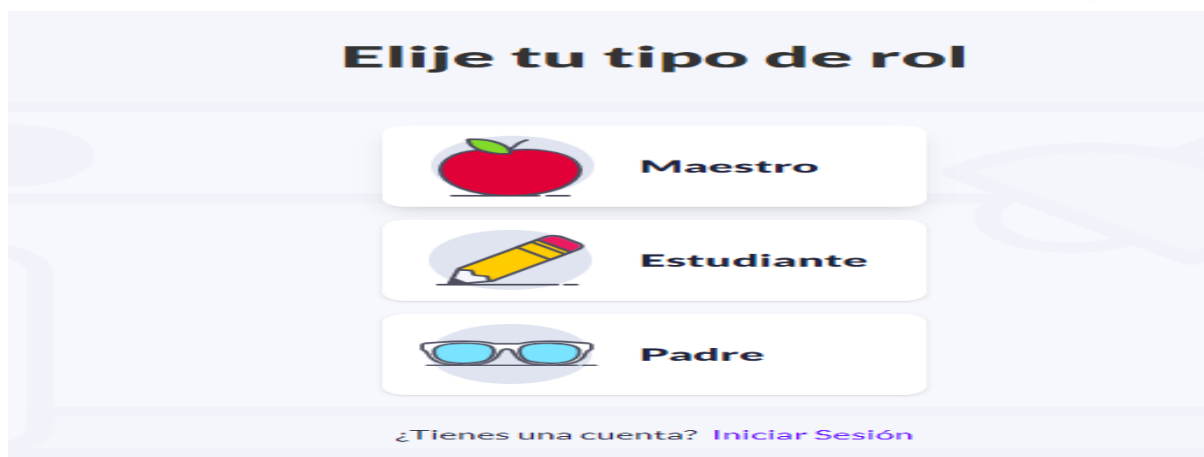 Elije tu tipo de rol
Maestro
Estudiante
Padre
¿Tienes una cuenta? Iniciar Sesión